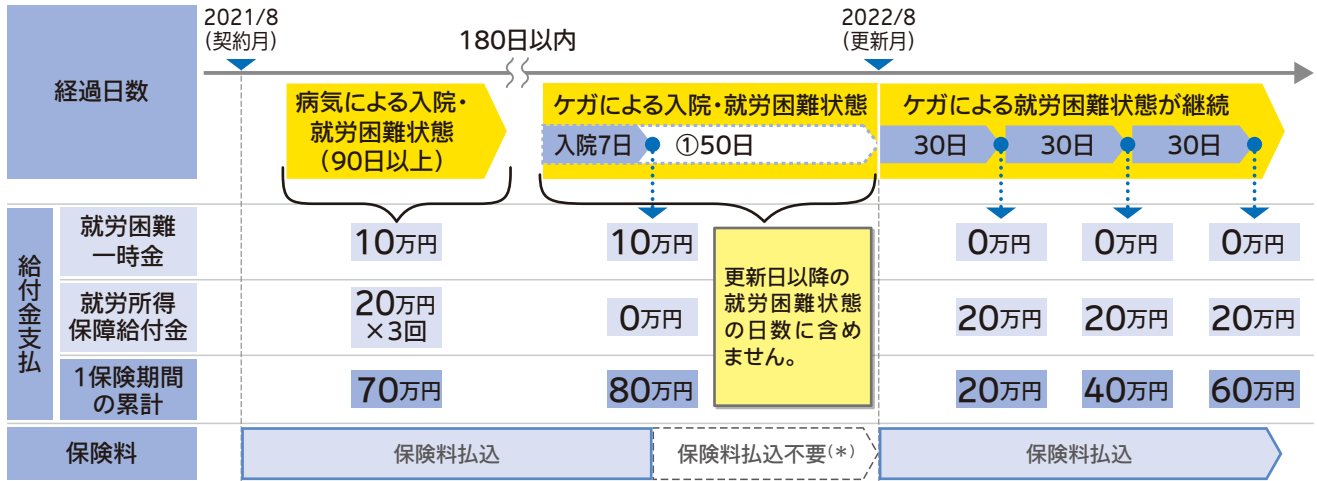 経過日数
2021/8
(契約月)
180日以内
2022/8
(更新月)
病気による入院・
就労困難状態
(90日以上)
ケガによる入院・就労困難状態
入院7日
①50日
ケガによる就労困難状態が継続
30日
30日
30日
給付金支払
就労困難
一時金
10万円
10万円
0万円
0万円
0万円
就労所得
保障給付金
20万円
×3回
0万円
20万円
20万円
20万円
更新日以降の
就労困難状態
の日数に含め
ません。
1保険期間
の累計
70万円
80万円
20万円
40万円
60万円
保険料
保険料払込
保険料払込不要(*)
保険料払込